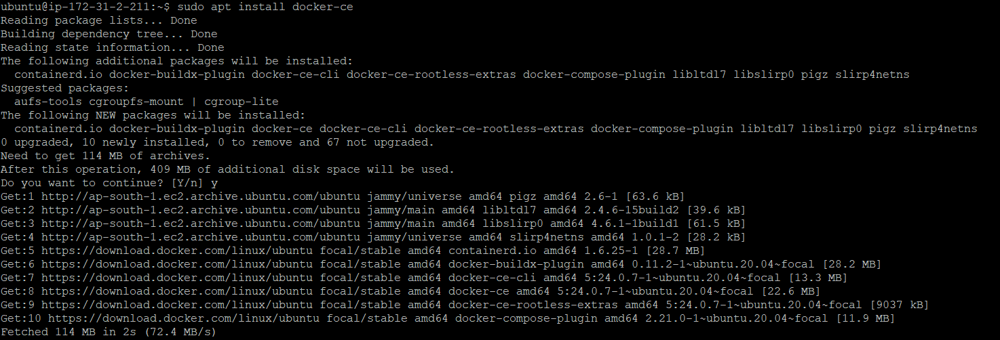 ubuntu@ip-172-31-2-211:~$ sudo apt install docker-ce
Reading package lists... Done
Building dependency tree... Done
Reading state information... Done
The following additional packages will be installed:
  containerd.io docker-buildx-plugin docker-ce-cli docker-ce-rootless-extras docker-compose-plugin libltdl7 libslirp0 pigz slirp4netns
Suggested packages:
  aufs-tools cgroupfs-mount | cgroup-lite
The following NEW packages will be installed:
  containerd.io docker-buildx-plugin docker-ce docker-ce-cli docker-ce-rootless-extras docker-compose-plugin libltdl7 libslirp0 pigz slirp4netns
0 upgraded, 10 newly installed, 0 to remove and 67 not upgraded.
Need to get 114 MB of archives.
After this operation, 409 MB of additional disk space will be used.
Do you want to continue? [Y/n] y
Get:1 http://ap-south-1.ec2.archive.ubuntu.com/ubuntu jammy/universe amd64 pigz amd64 2.6-1 [63.6 kB]
Get:2 http://ap-south-1.ec2.archive.ubuntu.com/ubuntu jammy/main amd64 libltdl7 amd64 2.4.6-15build2 [39.6 kB]
Get:3 http://ap-south-1.ec2.archive.ubuntu.com/ubuntu jammy/main amd64 libslirp0 amd64 4.6.1-1build1 [61.5 kB]
Get:4 http://ap-south-1.ec2.archive.ubuntu.com/ubuntu jammy/universe amd64 slirp4netns amd64 1.0.1-2 [28.2 kB]
Get:5 https://download.docker.com/linux/ubuntu focal/stable amd64 containerd.io amd64 1.6.25-1 [28.7 MB]
Get:6 https://download.docker.com/linux/ubuntu focal/stable amd64 docker-buildx-plugin amd64 0.11.2-1~ubuntu.20.04~focal [28.2 MB]
Get:7 https://download.docker.com/linux/ubuntu focal/stable amd64 docker-ce-cli amd64 5:24.0.7-1~ubuntu.20.04~focal [13.3 MB]
Get:8 https://download.docker.com/linux/ubuntu focal/stable amd64 docker-ce amd64 5:24.0.7-1~ubuntu.20.04~focal [22.6 MB]
Get:9 https://download.docker.com/linux/ubuntu focal/stable amd64 docker-ce-rootless-extras amd64 5:24.0.7-1~ubuntu.20.04~focal [9037 kB]
Get:10 https://download.docker.com/linux/ubuntu focal/stable amd64 docker-compose-plugin amd64 2.21.0-1~ubuntu.20.04~focal [11.9 MB]
Fetched 114 MB in 2s (72.4 MB/s)